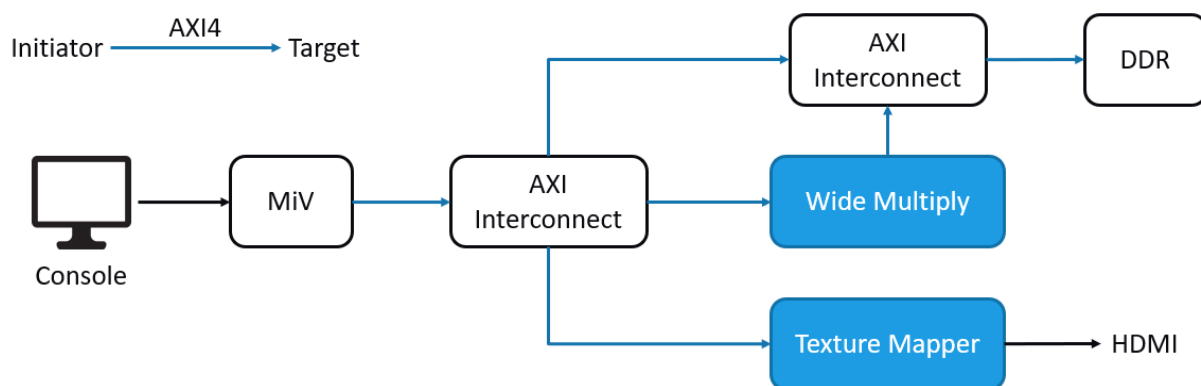 Initiator
AXI4
Target
AXI
Interconnect
DDR
Console
MiV
AXI
Interconnect
Wide Multiply
Texture Mapper
HDMI